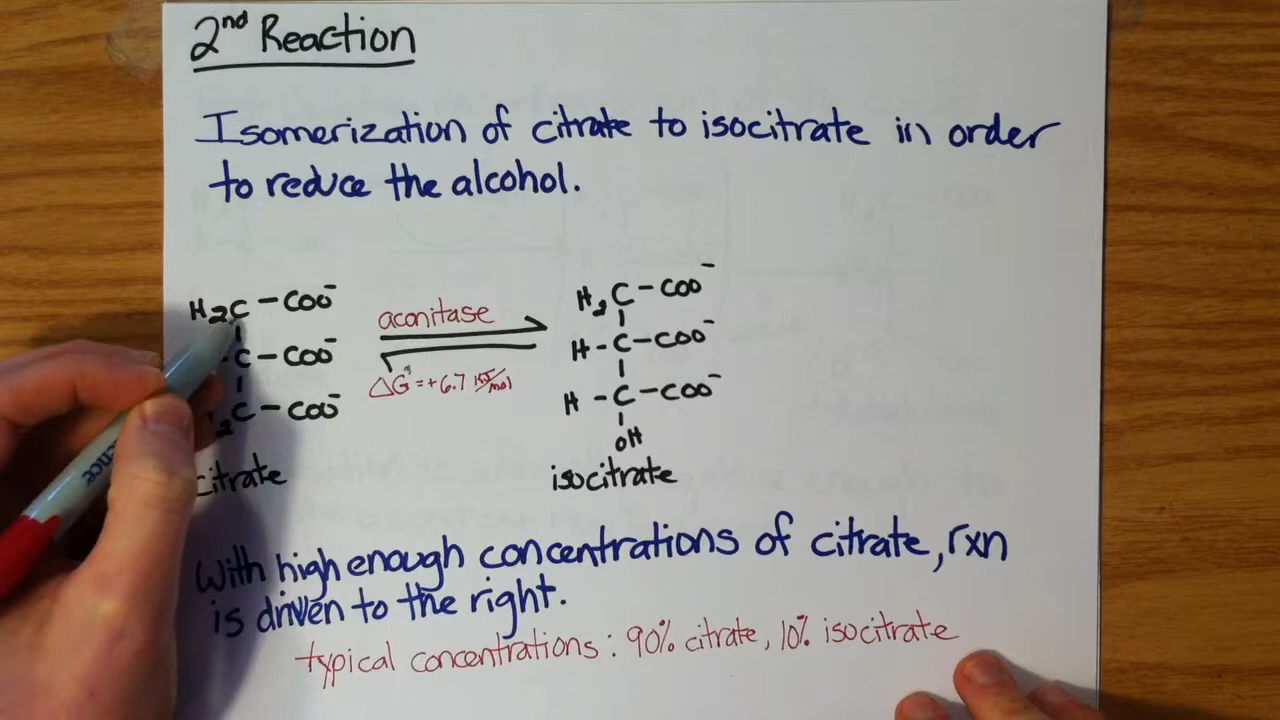 2nd Reaction
Isomerization of citrate to isocitrate in order
to reduce the alcohol.
H2C-COO-
-C-COO-
2C-COO-
citrate
aconitase
ΔG°=+6.7 kJ/mol
H2C-COO-
H-C-COO-
H-C-COO-
OH
isocitrate
With high enough concentrations of citrate, rxn
is driven to the right.
typical concentrations: 90% citrate, 10% isocitrate